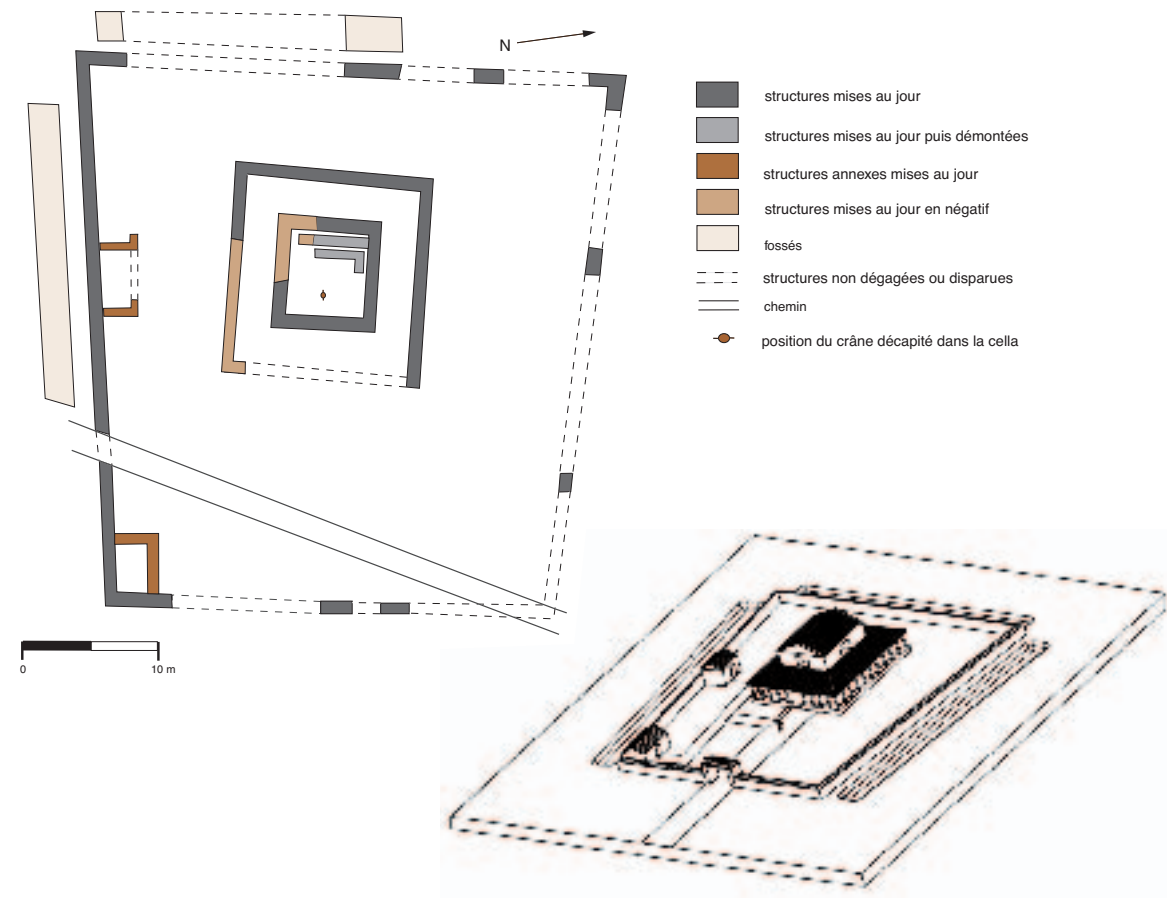 N
structures mises au jour
structures mises au jour puis démontées
structures annexes mises au jour
structures mises au jour en négatif
fossés
structures non dégagées ou disparues
chemin
position du crâne décapité dans la cella
0 10 m